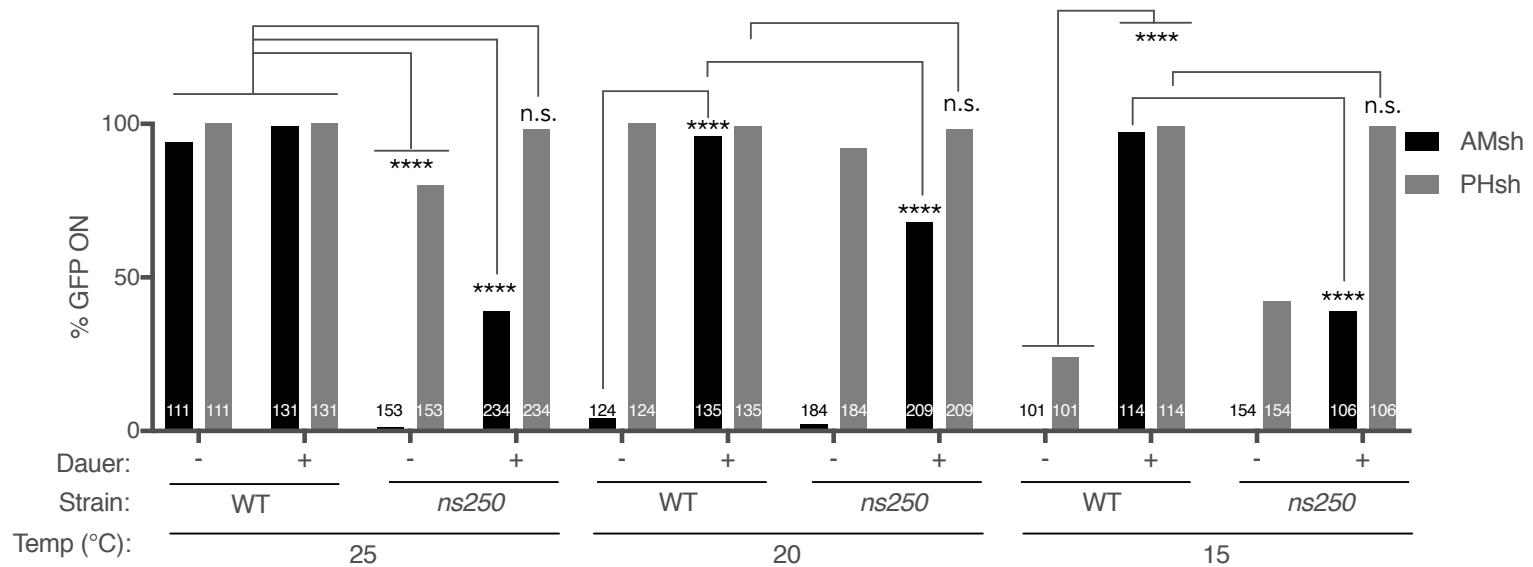 ****
n.s.
n.s.
n.s.
100
****
AMsh
****
PHsh
****
% GFP ON
50
****
****
111 111 131 131 153 153 234 234 124 124 135 135 184 184 209 209 101 101 114 114 154 154 106 106
0
Dauer: - + - + - + - + - + - +
Strain: WT ns250 WT ns250 WT ns250
Temp (°C): 25 20 15